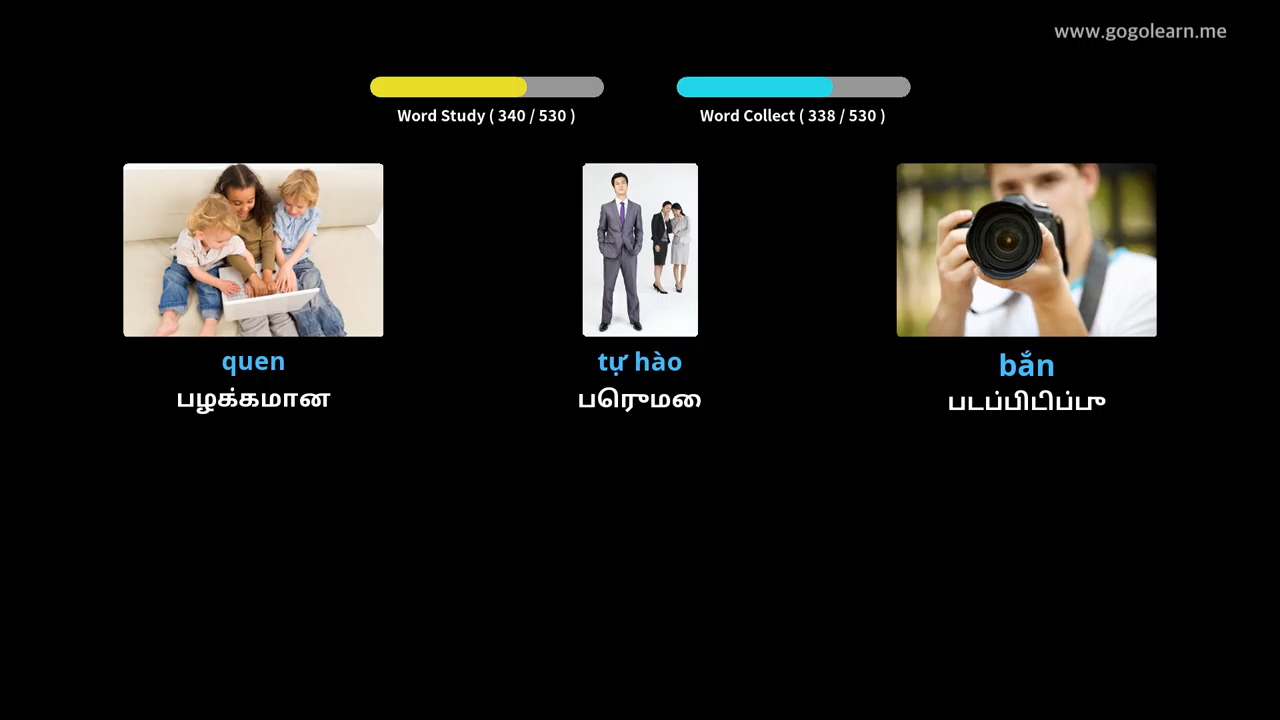 www.gogolearn.me
Word Study ( 340 / 530 )
Word Collect ( 338 / 530 )
quen
tự hào
bắn
பழக்கமான
பெருமை
படப்பிடிப்பு